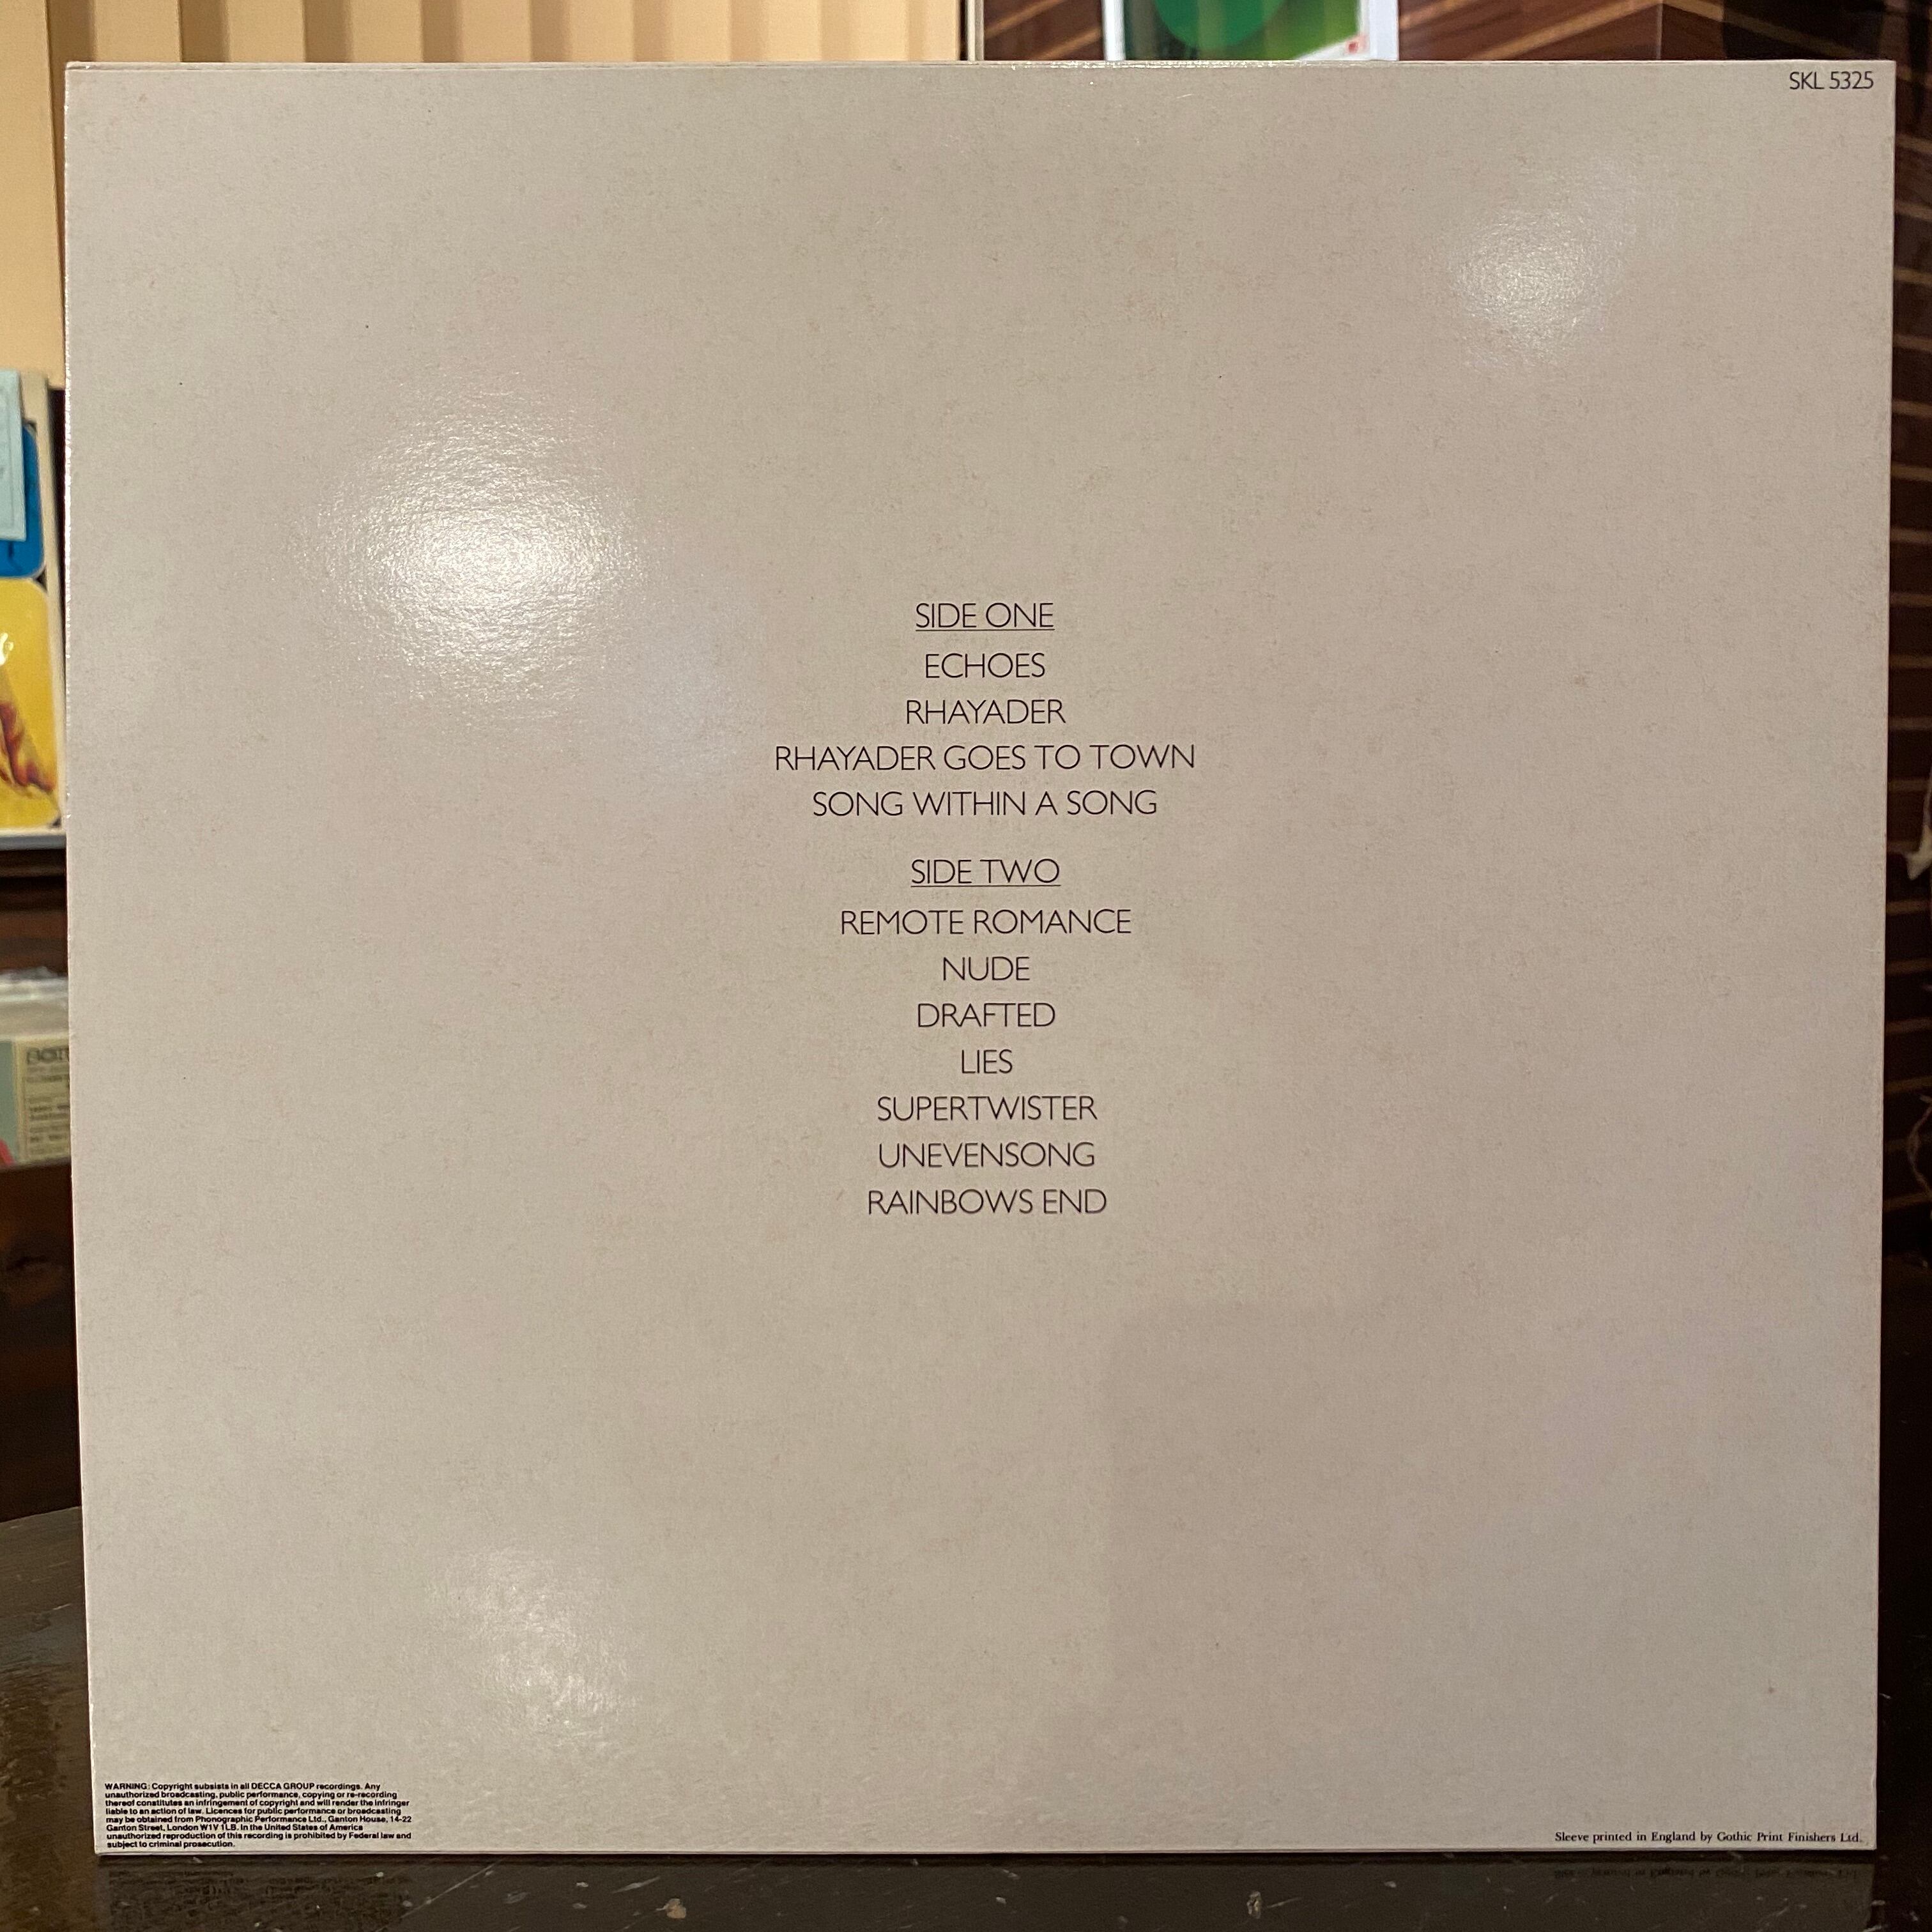 SKL 5325
SIDE ONE
ECHOES
RHAYADER
RHAYADER GOES TO TOWN
SONG WITHIN A SONG
SIDE TWO
REMOTE ROMANCE
NUDE
DRAFTED
LIES
SUPERTWISTER
UNEVENSONG
RAINBOWS END
WARNING: Copyright subsists in all DECCA GROUP recordings. Any
unauthorized broadcasting, public performance, copying or re-recording
thereof constitutes an infringement of copyright and will render the infringer
liable to an action of law. Licences for public performance or broadcasting
may be obtained from Phonographic Performance Ltd., Ganton House, 14-22
Ganton Street, London W1V 1LB. In the United States of America
unauthorized reproduction of this recording is prohibited by Federal law and
subject to criminal prosecution.
Sleeve printed in England by Gothic Print Finishers Ltd.